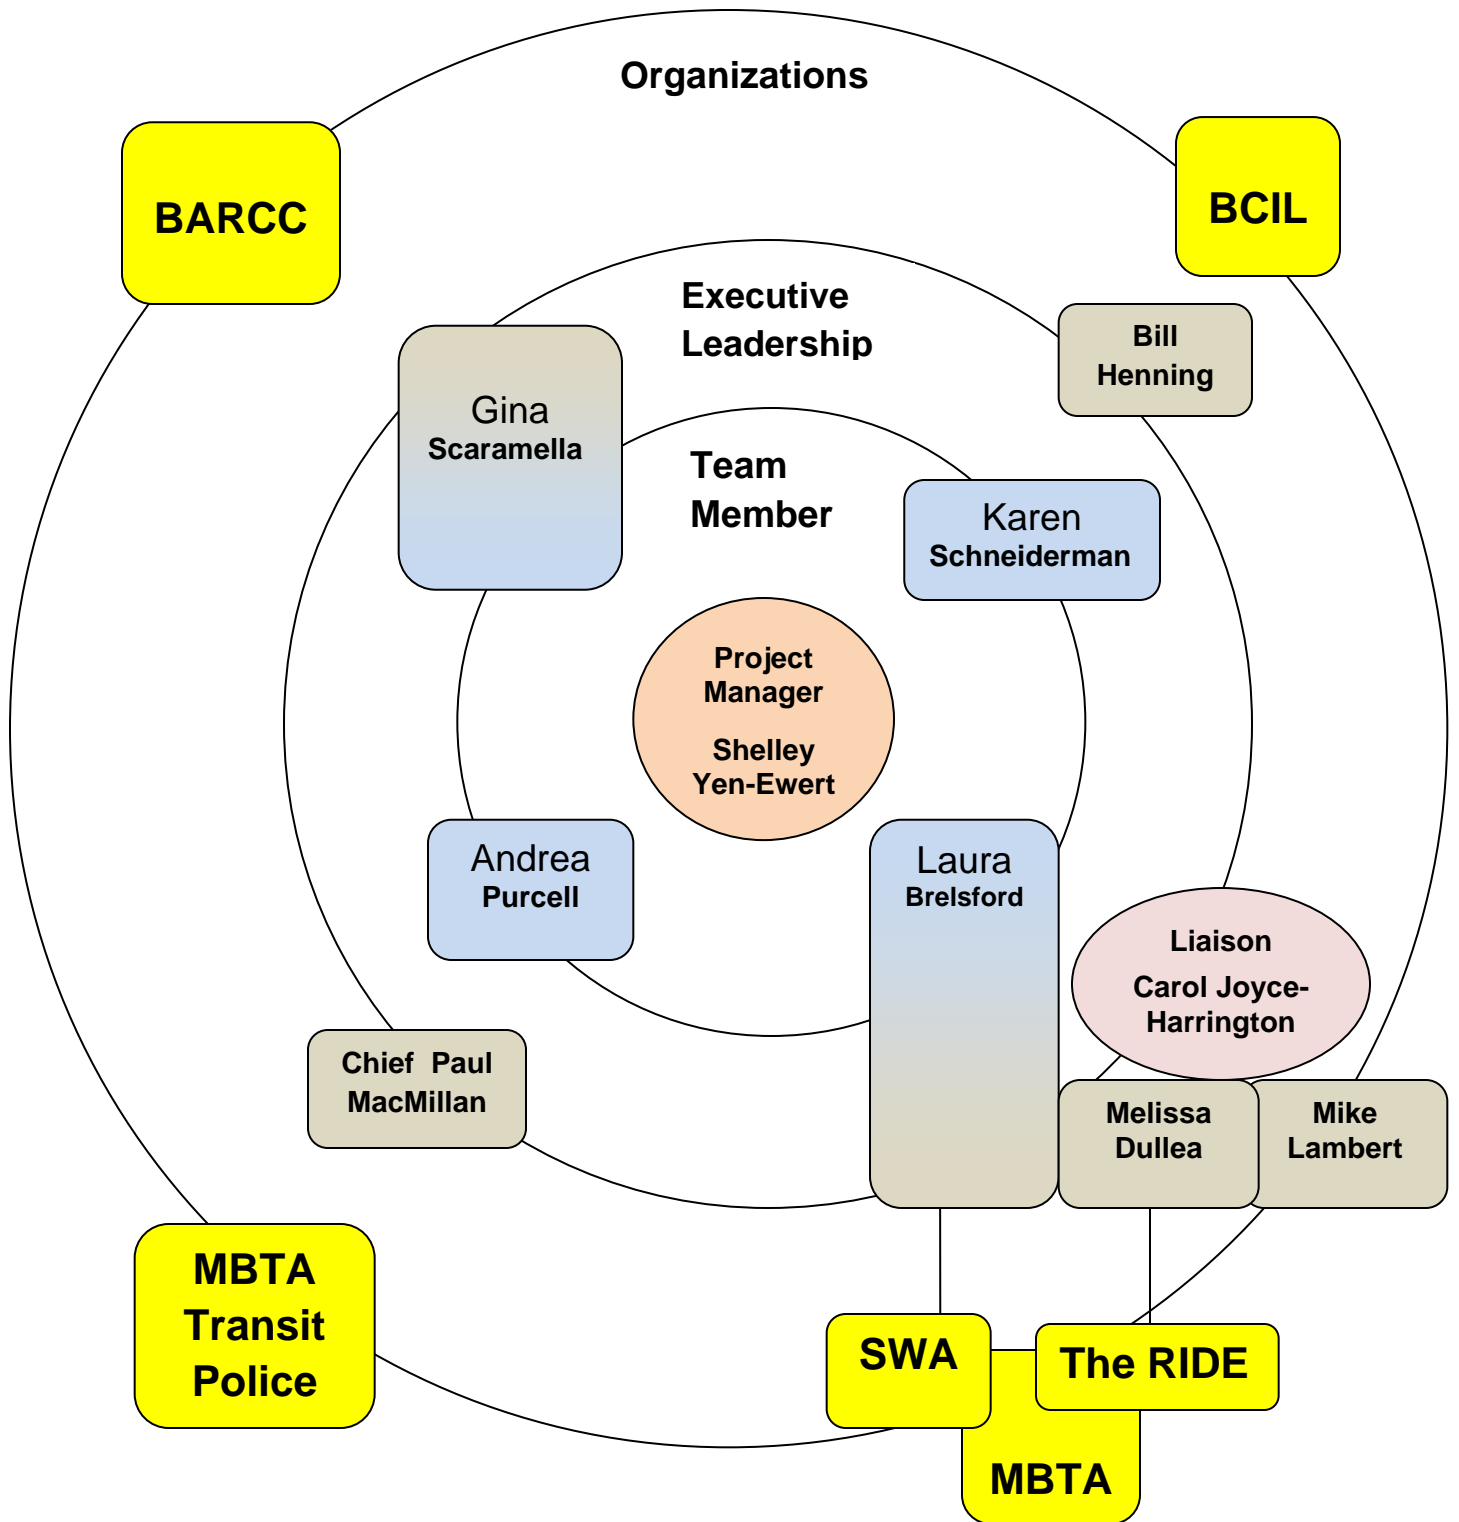 Organizations
BARCC
BCIL
Executive
Leadership
Bill
Henning
Gina
Scaramella
Team
Member
Karen
Schneiderman
Project
Manager
Shelley
Yen-Ewert
Andrea
Purcell
Laura
Brelsford
Liaison
Carol Joyce-
Harrington
Chief  Paul
MacMillan
Melissa
Dullea
Mike
Lambert
MBTA
Transit
Police
SWA
The RIDE
MBTA